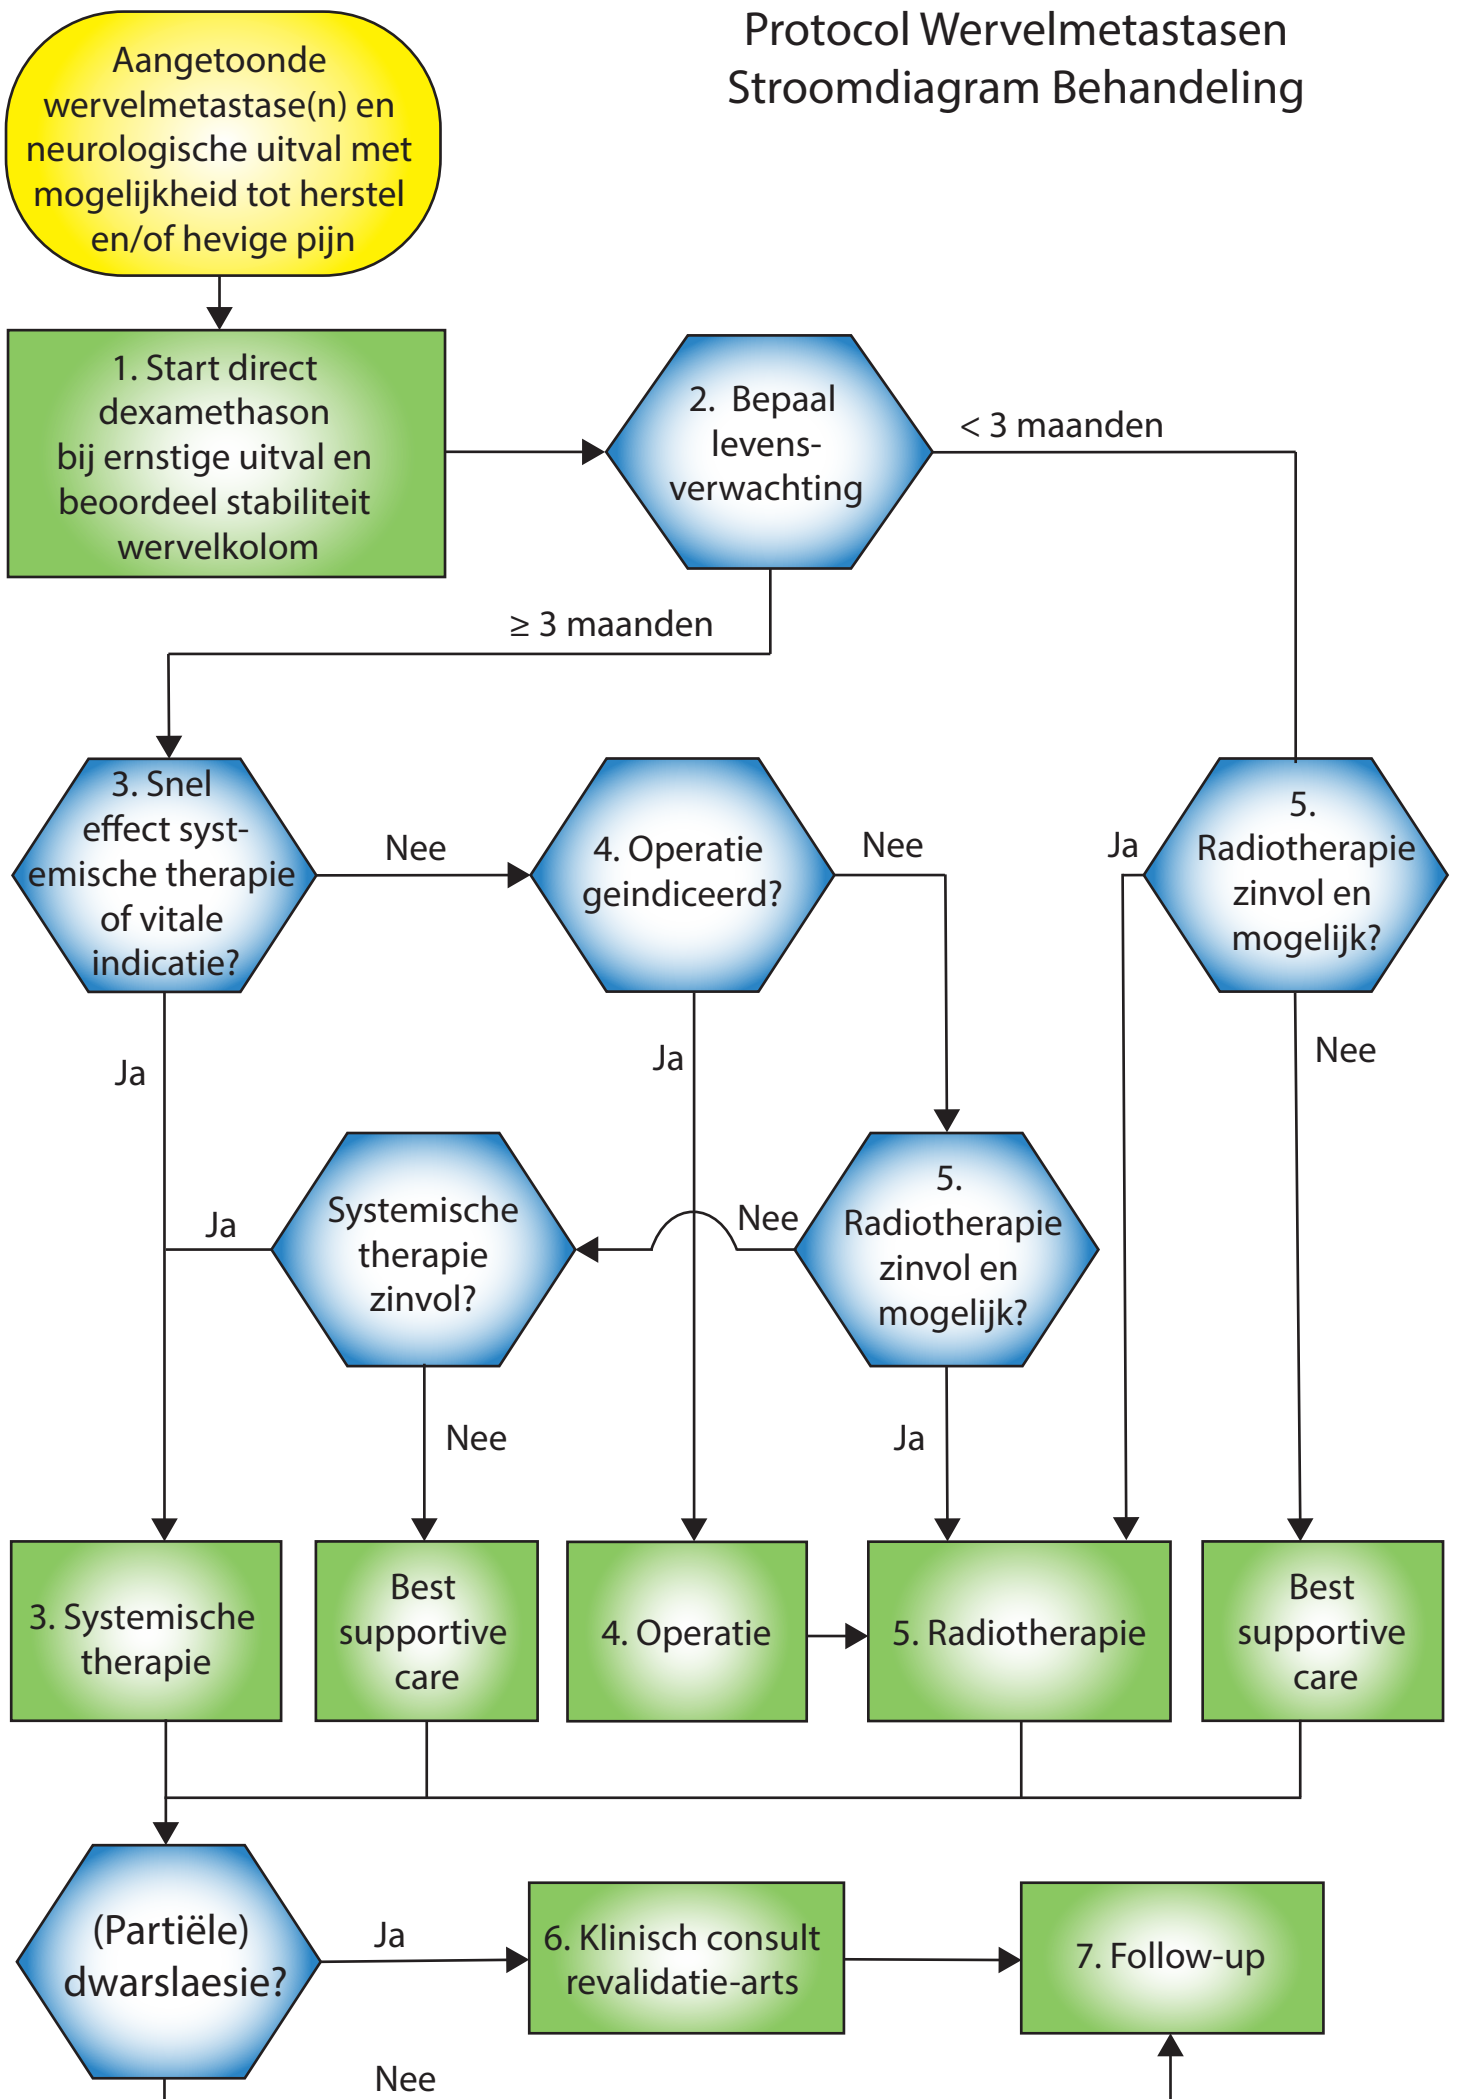 Protocol Wervelmetastasen
Stroomdiagram Behandeling
Aangetoonde
wervelmetastase(n) en
neurologische uitval met
mogelijkheid tot herstel
en/of hevige pijn
1. Start direct
dexamethason
bij ernstige uitval en
beoordeel stabiliteit
wervelkolom
2. Bepaal
levens-
verwachting
< 3 maanden
≥ 3 maanden
3. Snel
effect syst-
emische therapie
of vitale
indicatie?
Nee
4. Operatie
geindiceerd?
Nee
Ja
5.
Radiotherapie
zinvol en
mogelijk?
Ja
Ja
Nee
Systemische
therapie
zinvol?
Ja
Nee
5.
Radiotherapie
zinvol en
mogelijk?
Nee
Ja
3. Systemische
therapie
Best
supportive
care
4. Operatie
5. Radiotherapie
Best
supportive
care
(Partiële)
dwarslaesie?
Ja
6. Klinisch consult
revalidatie-arts
7. Follow-up
Nee